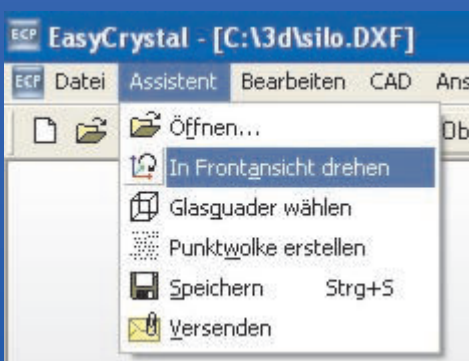 ECP EasyCrystal - [C:\3d\silo.DXF]
ECP Datei Assistent Bearbeiten CAD Ans
Öffnen... Ob
In Frontansicht drehen
Glasquader wählen
Punktwolke erstellen
Speichern Strg+S
Versenden